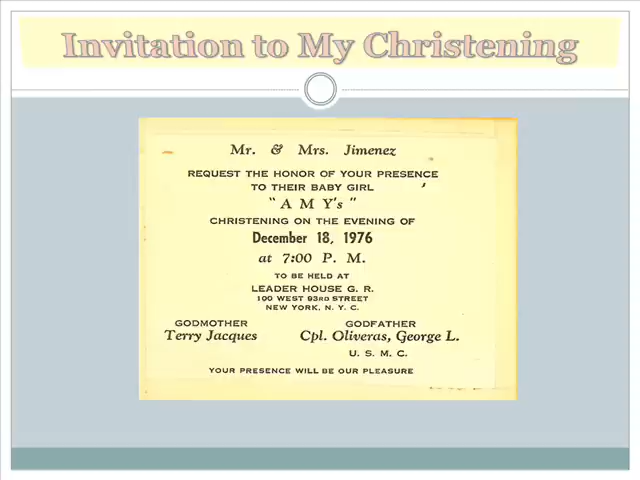 Invitation to My Christening
Mr. & Mrs. Jimenez
REQUEST THE HONOR OF YOUR PRESENCE
TO THEIR BABY GIRL
"A M Y's"
CHRISTENING ON THE EVENING OF
December 18, 1976
at 7:00 P. M.
TO BE HELD AT
LEADER HOUSE G. R.
100 WEST 93RD STREET
NEW YORK, N. Y. C.
GODMOTHER
Terry Jacques
GODFATHER
Cpl. Oliveras, George L.
U. S. M. C.
YOUR PRESENCE WILL BE OUR PLEASURE